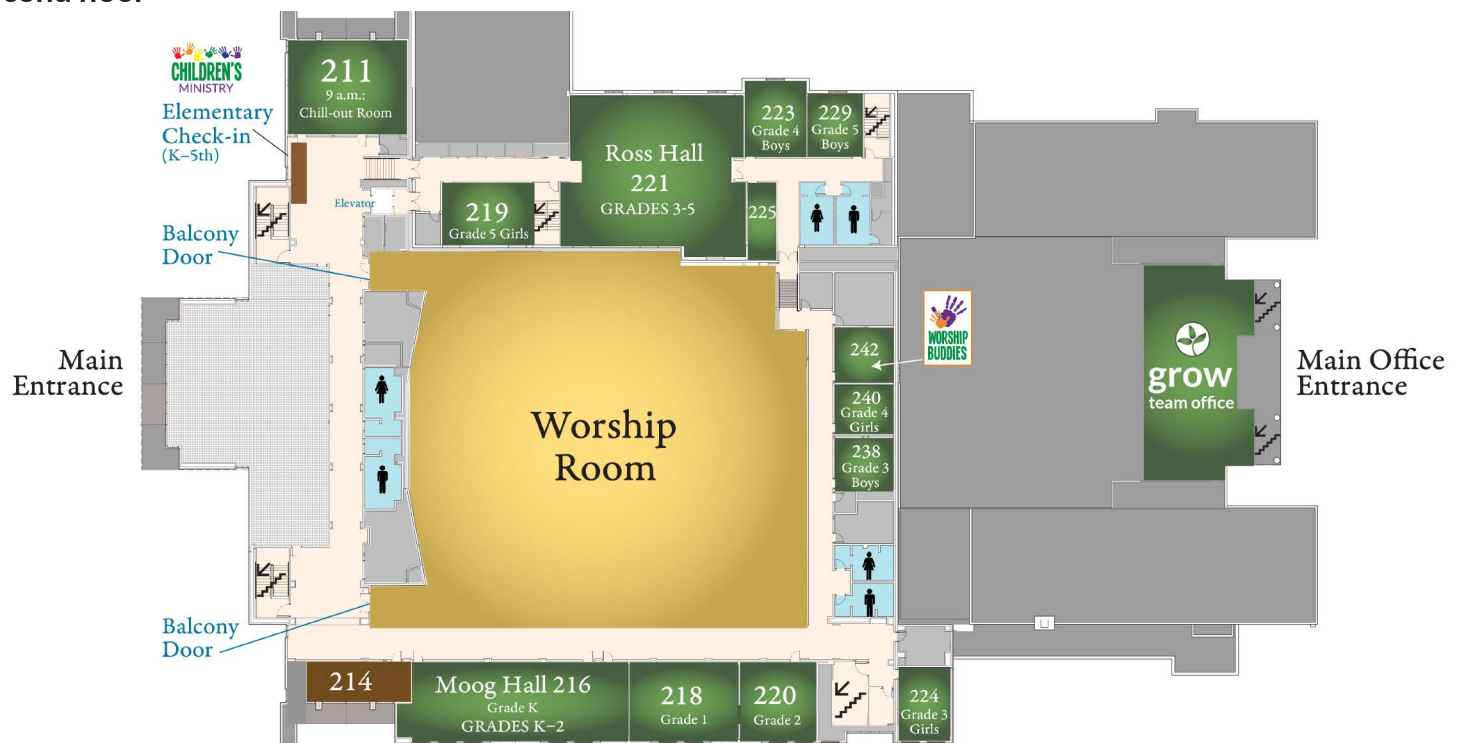 CHILDREN'S
MINISTRY
Elementary
Check-in
(K–5th)
211
9 a.m.:
Chill-out Room
Elevator
Balcony
Door
219
Grade 5 Girls
Ross Hall
221
GRADES 3-5
223
Grade 4
Boys
229
Grade 5
Boys
225
Main
Entrance
Worship
Room
242
WORSHIP
BUDDIES
240
Grade 4
Girls
238
Grade 3
Boys
grow
team office
Main Office
Entrance
Balcony
Door
214
Moog Hall 216
Grade K
GRADES K–2
218
Grade 1
220
Grade 2
224
Grade 3
Girls